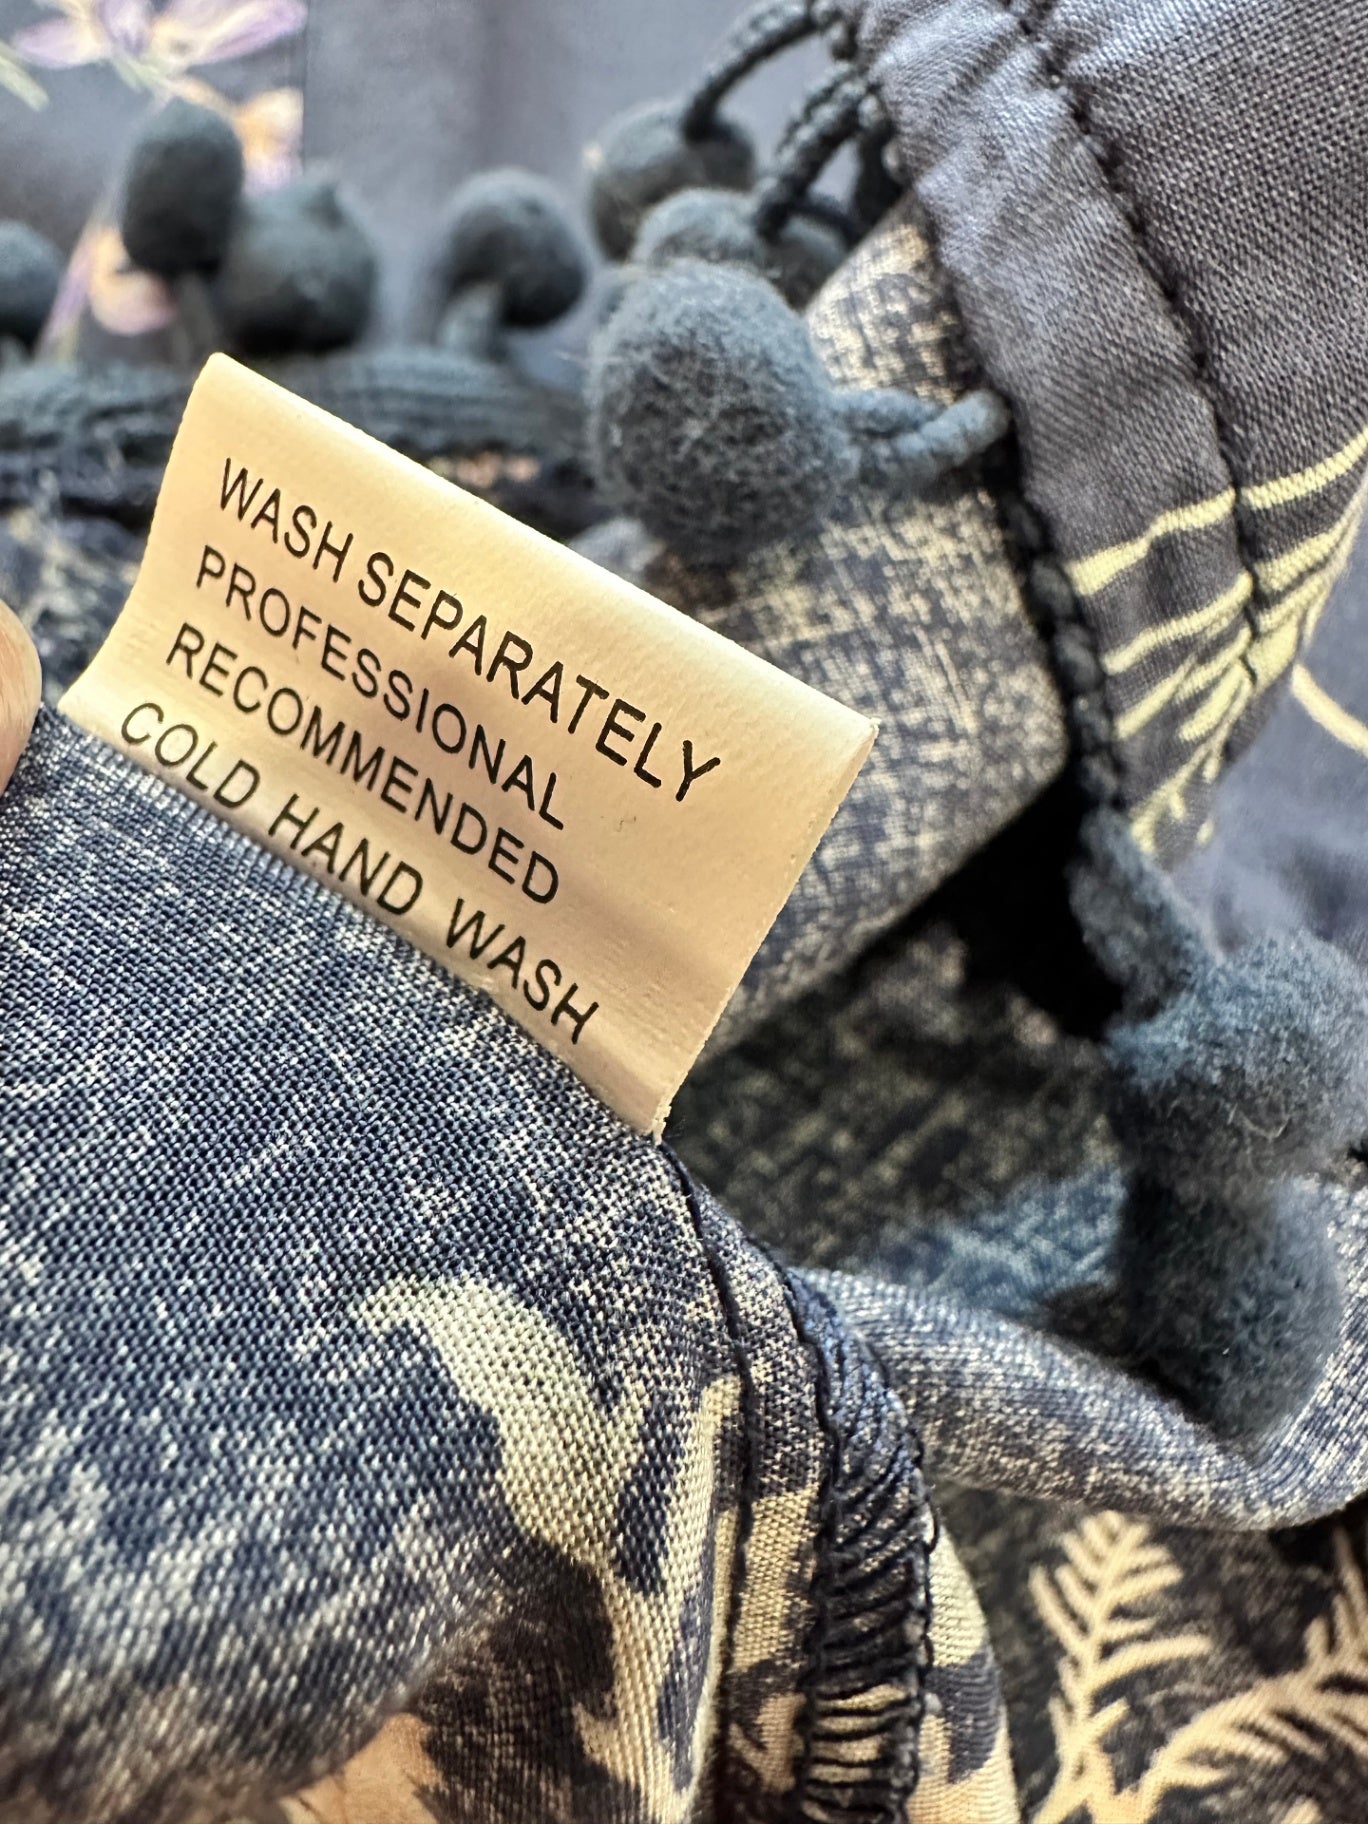 WASH SEPARATELY
PROFESSIONAL
RECOMMENDED
COLD HAND WASH